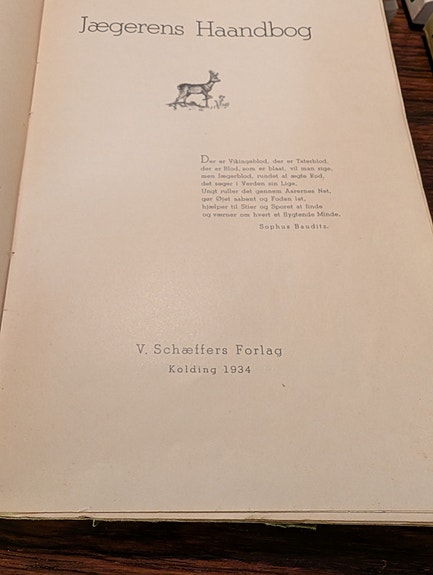 Jægerens Haandbog
Der er Vikingeblod, der er Taterblod,
der er Blod, som er blaat, vil man sige,
men Jægerblod, rundet af ægte Rod,
det søger i Verden sin Lige.
Ungt ruller det gennem Aarernes Net,
gør Øjet aabent og Foden let,
hjælper til Stier og Sporet at finde
og værner om hvert et flygtende Minde.
Sophus Bauditz.
V. Schæffers Forlag
Kolding 1934